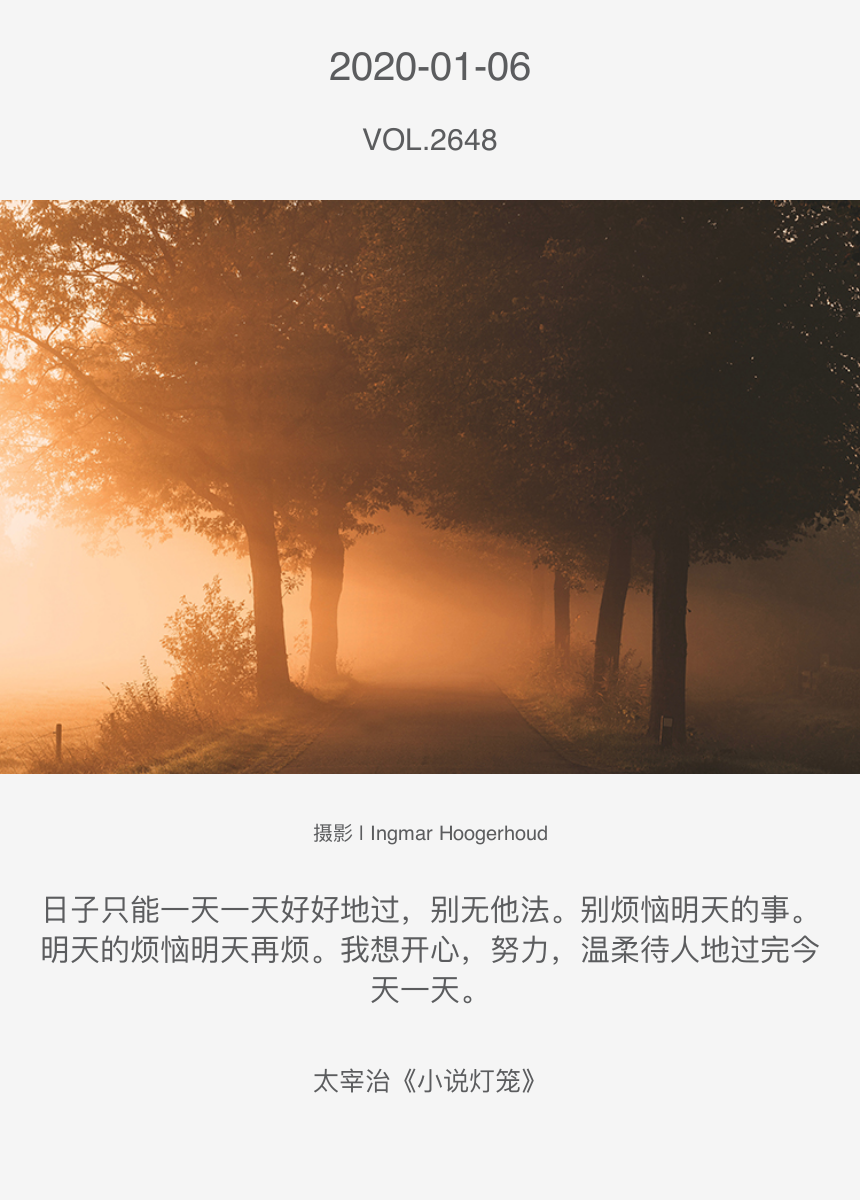 2020-01-06
VOL.2648
摄影 l Ingmar Hoogerhoud
日子只能一天一天好好地过，别无他法。别烦恼明天的事。
明天的烦恼明天再烦。我想开心，努力，温柔待人地过完今
天一天。
太宰治《小说灯笼》